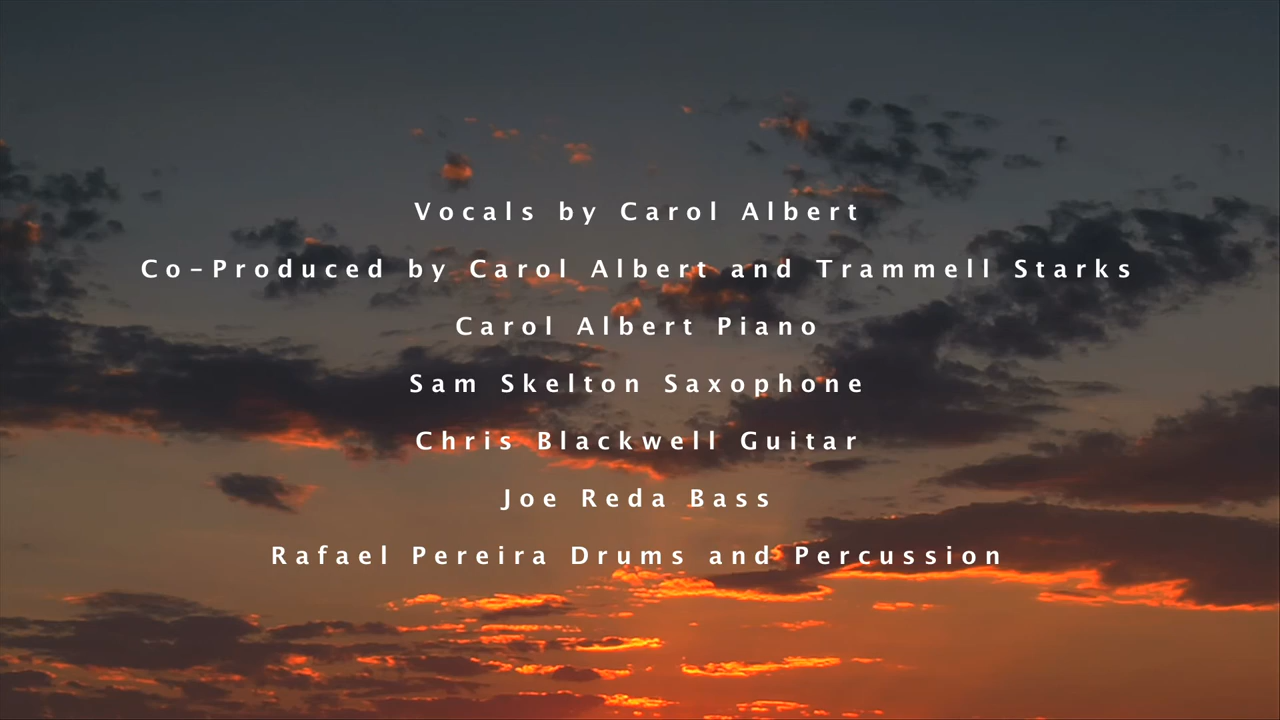 Vocals by Carol Albert
Co-Produced by Carol Albert and Trammell Starks
Carol Albert Piano
Sam Skelton Saxophone
Chris Blackwell Guitar
Joe Reda Bass
Rafael Pereira Drums and Percussion